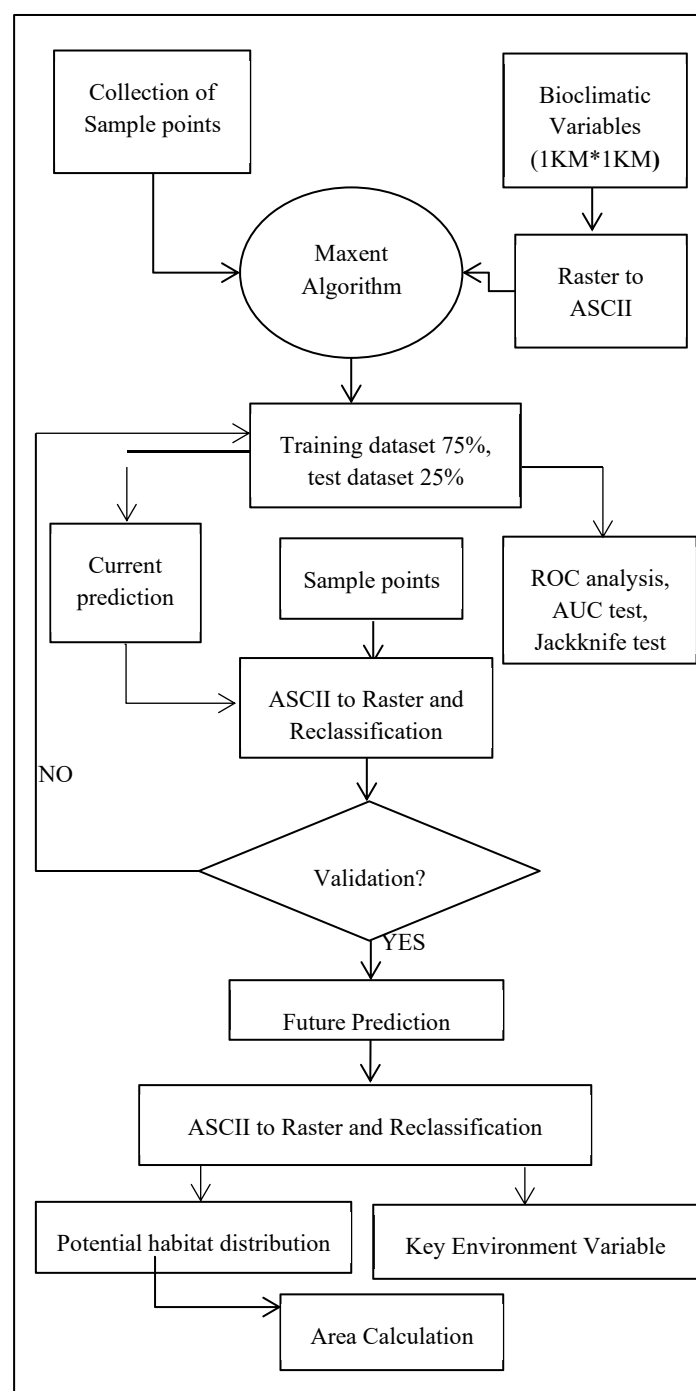 Collection of
Sample points
Bioclimatic
Variables
(1KM*1KM)
Maxent
Algorithm
Raster to
ASCII
Training dataset 75%,
test dataset 25%
Current
prediction
Sample points
ROC analysis,
AUC test,
Jackknife test
ASCII to Raster and
Reclassification
NO
Validation?
YES
Future Prediction
ASCII to Raster and Reclassification
Potential habitat distribution
Key Environment Variable
Area Calculation